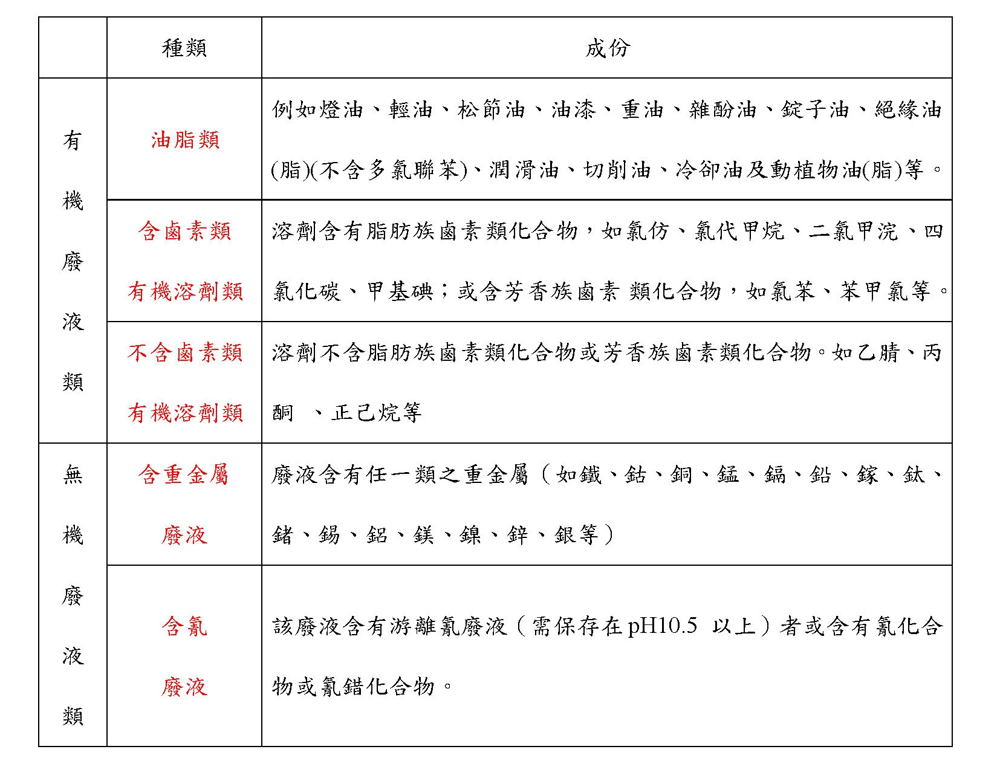 種類
成份
有機廢液類
油脂類
例如燈油、輕油、松節油、油漆、重油、雜酚油、錠子油、絕緣油
(脂)(不含多氯聯苯)、潤滑油、切削油、冷卻油及動植物油(脂)等。
含鹵素類
有機溶劑類
溶劑含有脂肪族鹵素類化合物，如氯仿、氯代甲烷、二氯甲浣、四
氯化碳、甲基碘；或含芳香族鹵素 類化合物，如氯苯、苯甲氯等。
不含鹵素類
有機溶劑類
溶劑不含脂肪族鹵素類化合物或芳香族鹵素類化合物。如乙腈、丙
酮 、正己烷等
無機廢液類
含重金屬
廢液
廢液含有任一類之重金屬（如鐵、鈷、銅、錳、鎘、鉛、鎵、鈦、
鍺、錫、鋁、鎂、鎳、鋅、銀等）
含氰
廢液
該廢液含有游離氰廢液（需保存在 pH10.5 以上）者或含有氰化合
物或氰錯化合物。